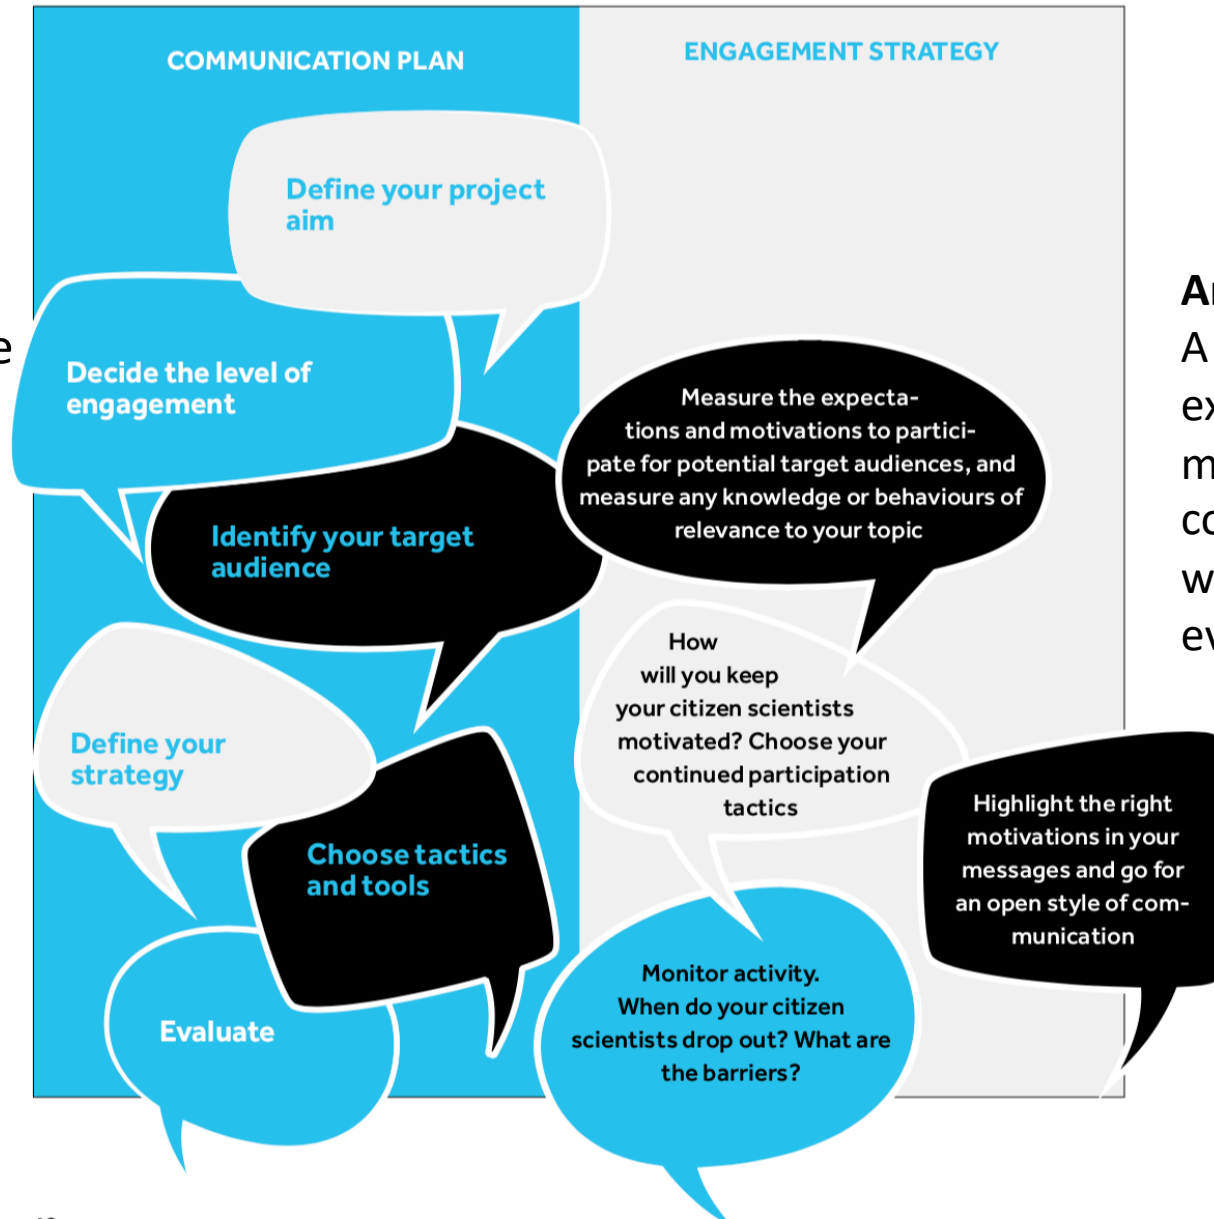 COMMUNICATION PLAN
Define your project
aim
Decide the level of
engagement
Identify your target
audience
Define your
strategy
Choose tactics
and tools
Evaluate
ENGAGEMENT STRATEGY
Measure the expecta-
tions and motivations to partici-
pate for potential target audiences, and
measure any knowledge or behaviours of
relevance to your topic
How
will you keep
your citizen scientists
motivated? Choose your
continued participation
tactics
Highlight the right
motivations in your
messages and go for
an open style of com-
munication
Monitor activity.
When do your citizen
scientists drop out? What are
the barriers?
A